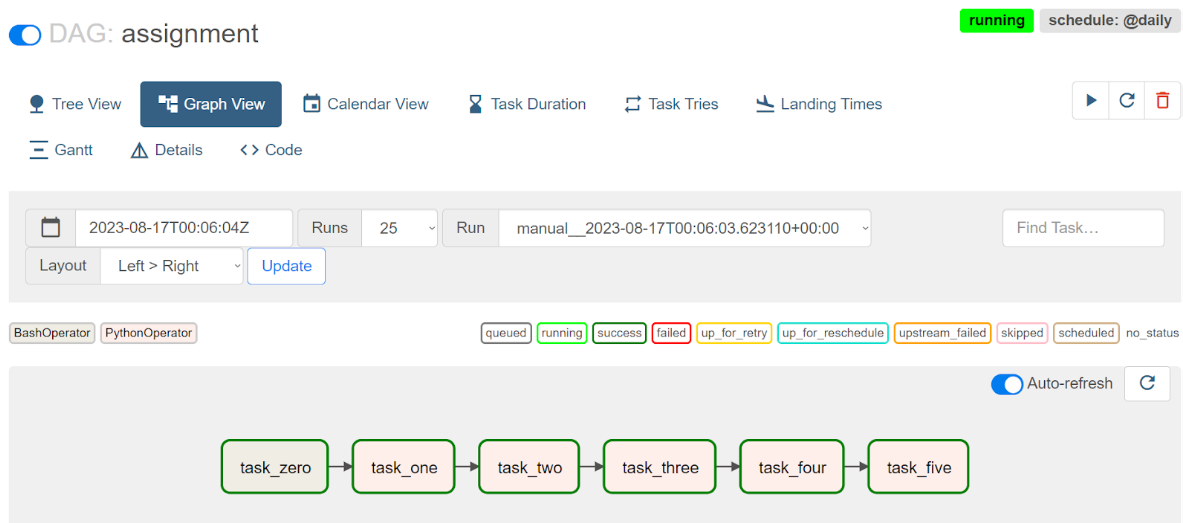 DAG: assignment
running
schedule: @daily
Tree View
Graph View
Calendar View
Task Duration
Task Tries
Landing Times
Gantt
Details
Code
2023-08-17T00:06:04Z
Runs
25
Run
manual__2023-08-17T00:06:03.623110+00:00
Find Task…
Layout
Left > Right
Update
BashOperator
PythonOperator
queued
running
success
failed
up_for_retry
up_for_reschedule
upstream_failed
skipped
scheduled
no_status
Auto-refresh
task_zero
task_one
task_two
task_three
task_four
task_five